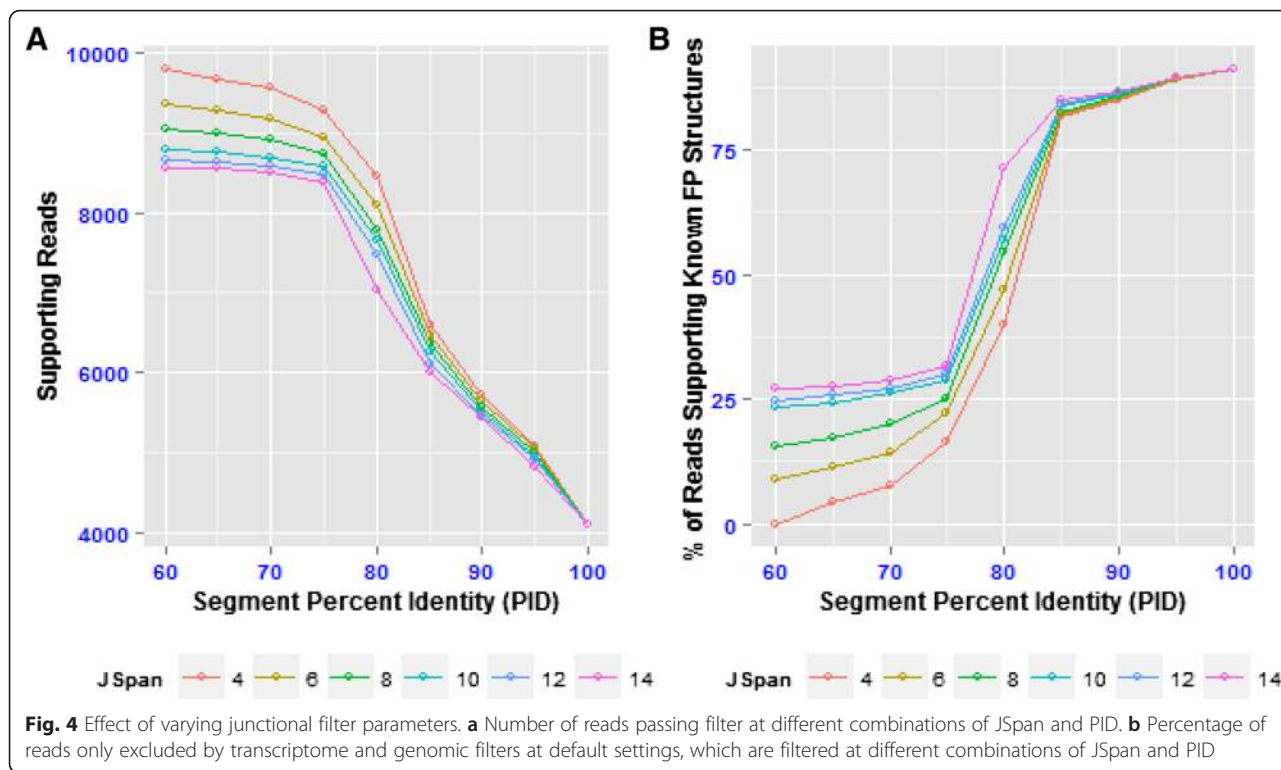 A
10000
8000
6000
4000
Supporting Reads
60
70
80
90
100
Segment Percent Identity (PID)
JSpan 4 6 8 10 12 14
B
75
50
25
0
% of Reads Supporting Known FP Structures
60
70
80
90
100
Segment Percent Identity (PID)
JSpan 4 6 8 10 12 14
Fig. 4 Effect of varying junctional filter parameters. a Number of reads passing filter at different combinations of JSpan and PID. b Percentage of
reads only excluded by transcriptome and genomic filters at default settings, which are filtered at different combinations of JSpan and PID